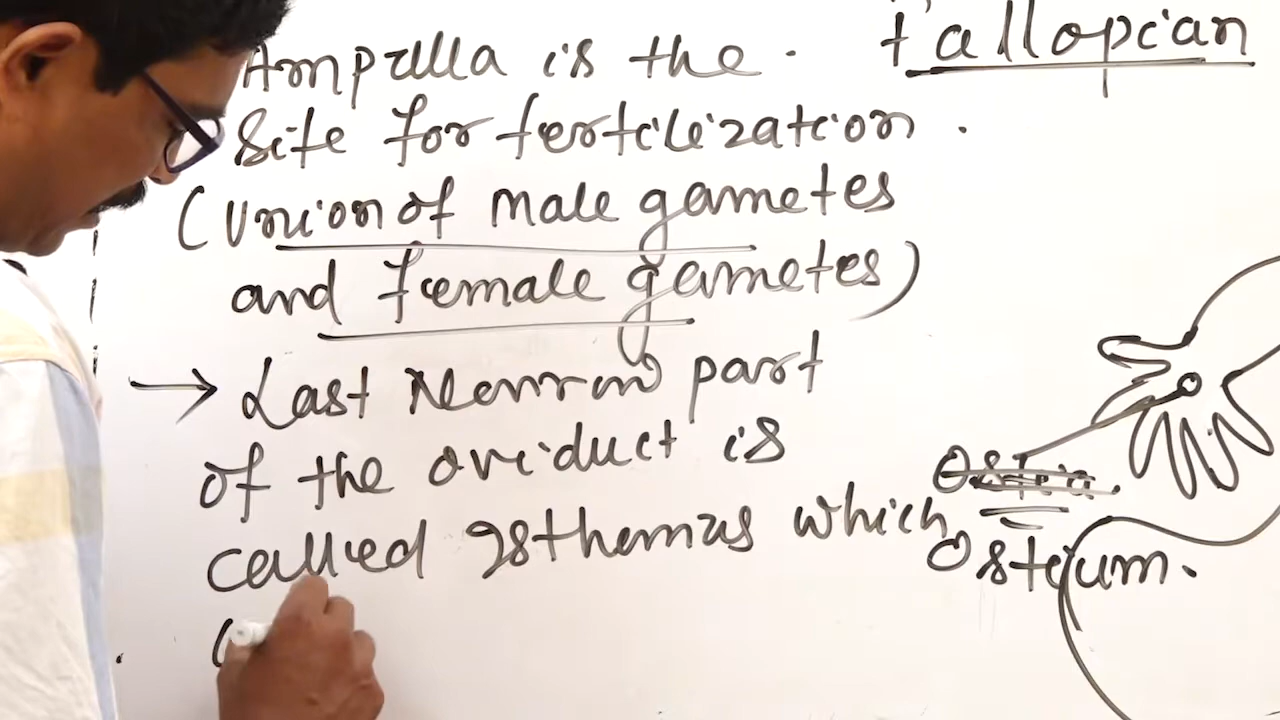 Ampulla is the.
site for fertilization.
(Union of male gametes
and female gametes)
→ Last Narrow part
of the oviduct is
called Isthemus which
fallopian
Ostium.